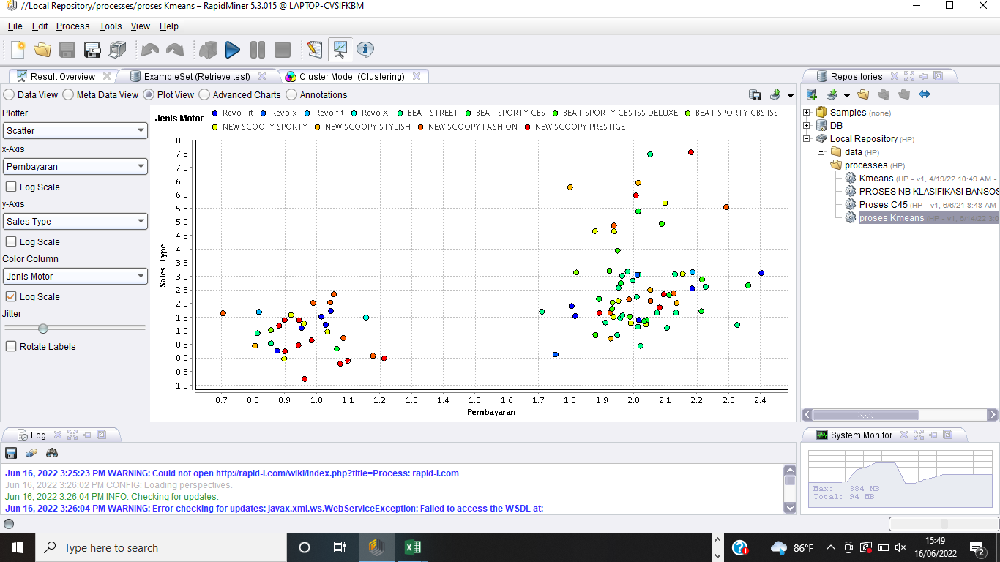 //Local Repository/processes/proses Kmeans – RapidMiner 5.3.015 @ LAPTOP-CVSIFKBM
File Edit Process Tools View Help
Result Overview ExampleSet (Retrieve test) Cluster Model (Clustering)
Data View Meta Data View Plot View Advanced Charts Annotations
Plotter
Scatter
x-Axis
Pembayaran
Log Scale
y-Axis
Sales Type
Log Scale
Color Column
Jenis Motor
Log Scale
Jitter
Rotate Labels
Jenis Motor Revo Fit Revo x Revo fit Revo X BEAT STREET BEAT SPORTY CBS BEAT SPORTY CBS ISS DELUXE BEAT SPORTY CBS ISS
NEW SCOOPY SPORTY NEW SCOOPY STYLISH NEW SCOOPY FASHION NEW SCOOPY PRESTIGE
Sales Type
8.0
7.5
7.0
6.5
6.0
5.5
5.0
4.5
4.0
3.5
3.0
2.5
2.0
1.5
1.0
0.5
0.0
-0.5
-1.0
0.7 0.8 0.9 1.0 1.1 1.2 1.3 1.4 1.5 1.6 1.7 1.8 1.9 2.0 2.1 2.2 2.3 2.4
Pembayaran
Repositories
Samples (none)
DB
Local Repository (HP)
data (HP)
processes (HP)
Kmeans (HP - v1, 4/19/22 10:49 AM -
PROSES NB KLASIFIKASI BANSOS
Proses C45 (HP - v1, 6/6/21 8:48 AM
proses Kmeans (HP - v1, 6/14/22 3:0
Log
Jun 16, 2022 3:25:23 PM WARNING: Could not open http://rapid-i.com/wiki/index.php?title=Process: rapid-i.com
Jun 16, 2022 3:26:02 PM CONFIG: Loading perspectives.
Jun 16, 2022 3:26:04 PM INFO: Checking for updates.
Jun 16, 2022 3:26:04 PM WARNING: Error checking for updates: javax.xml.ws.WebServiceException: Failed to access the WSDL at:
System Monitor
Max: 384 MB
Total: 94 MB
Type here to search
86°F
15:49
16/06/2022
2